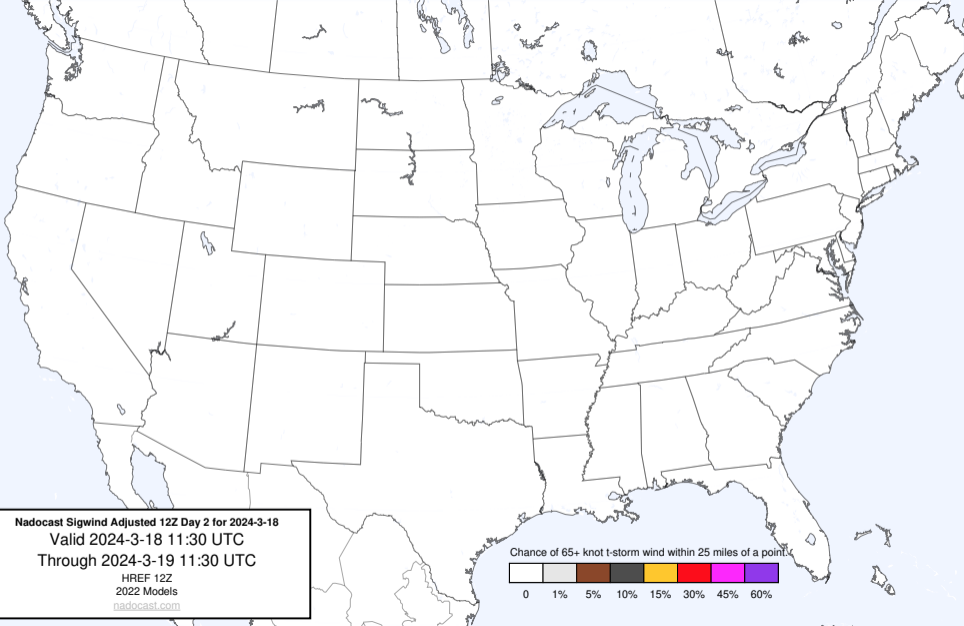 Nadocast Sigwind Adjusted 12Z Day 2 for 2024-3-18
Valid 2024-3-18 11:30 UTC
Through 2024-3-19 11:30 UTC
HREF 12Z
2022 Models
nadocast.com
Chance of 65+ knot t-storm wind within 25 miles of a point.
0 1% 5% 10% 15% 30% 45% 60%